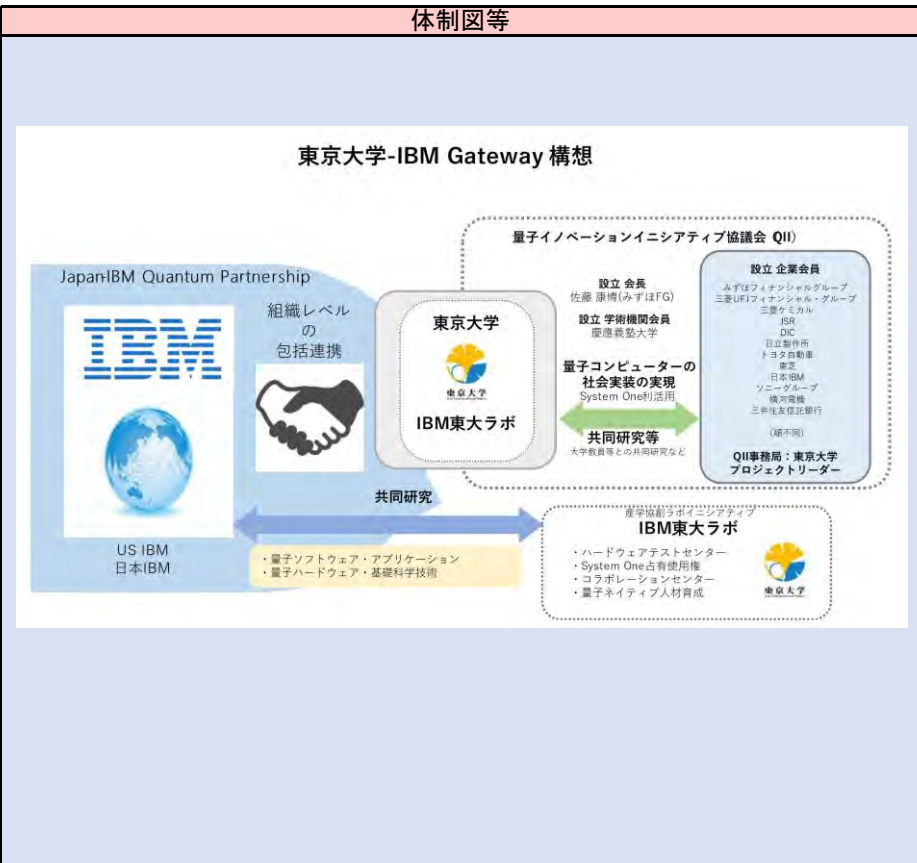 体制図等
東京大学-IBM Gateway 構想
量子イノベーションイニシアティブ協議会 QII）
Japan-IBM Quantum Partnership
IBM
US IBM
日本IBM
組織レベル
の
包括連携
東京大学
東京大学
IBM東大ラボ
設立 会長
佐藤 康博(みずほFG)
設立 学術機関会員
慶應義塾大学
量子コンピューターの
社会実装の実現
System One利活用
共同研究等
大学教員等との共同研究など
設立 企業会員
みずほフィナンシャルグループ
三菱UFJフィナンシャル・グループ
三菱ケミカル
JSR
DIC
日立製作所
トヨタ自動車
東芝
日本IBM
ソニーグループ
横河電機
三井住友信託銀行
(順不同)
QII事務局：東京大学
プロジェクトリーダー
共同研究
・量子ソフトウェア・アプリケーション
・量子ハードウェア・基礎科学技術
産学協創ラボイニシアティブ
IBM東大ラボ
・ハードウェアテストセンター
・System One占有使用権
・コラボレーションセンター
・量子ネイティブ人材育成
東京大学